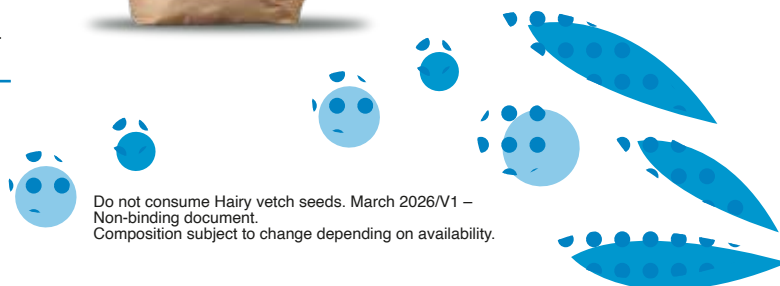 Do not consume Hairy vetch seeds. March 2026/V1 –
Non-binding document.
Composition subject to change depending on availability.